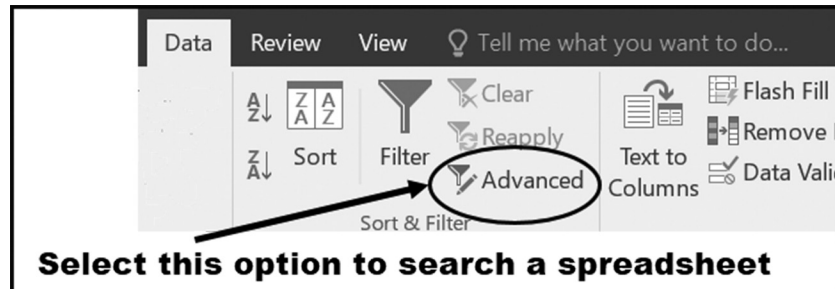 Data Review View Tell me what you want to do...
A Z
Z A
Z A
A Z
Sort
Filter
Clear
Reapply
Advanced
Sort & Filter
Text to
Columns
Flash Fill
Remove
Data Vali
Select this option to search a spreadsheet